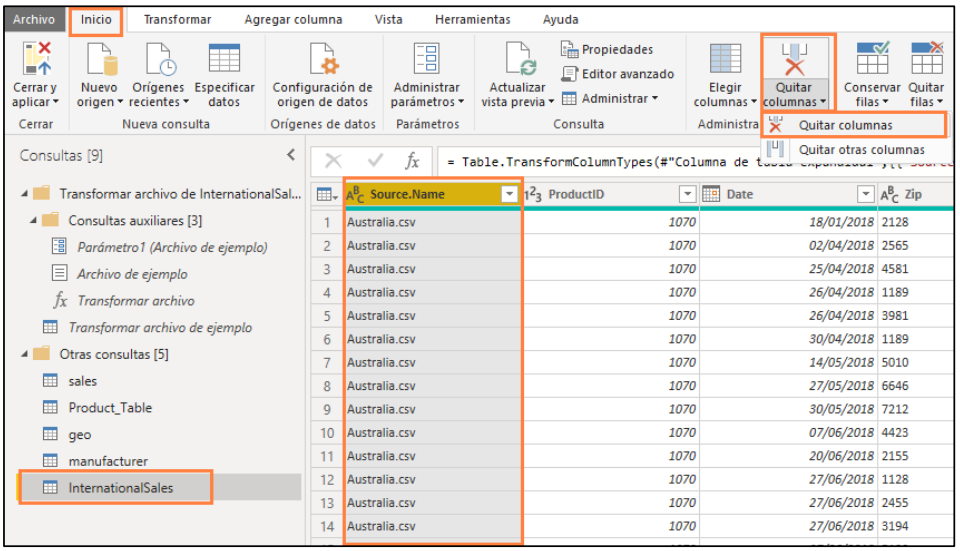 Archivo Inicio Transformar Agregar columna Vista Herramientas Ayuda
Cerrar y aplicar
Nuevo origen
Orígenes recientes
Especificar datos
Configuración de origen de datos
Administrar parámetros
Actualizar vista previa
Propiedades
Editor avanzado
Administrar
Elegir columnas
Quitar columnas
Conservar filas
Quitar filas
Cerrar Nueva consulta Orígenes de datos Parámetros Consulta Administra
Quitar columnas
Quitar otras columnas
Consultas [9]
fx = Table.TransformColumnTypes(#"Columna de tabla expandida1",{{"Source
Transformar archivo de InternationalSal...
Consultas auxiliares [3]
Parámetro1 (Archivo de ejemplo)
Archivo de ejemplo
fx Transformar archivo
Transformar archivo de ejemplo
Otras consultas [5]
sales
Product_Table
geo
manufacturer
InternationalSales
ABC Source.Name 123 ProductID Date ABC Zip
1 Australia.csv 1070 18/01/2018 2128
2 Australia.csv 1070 02/04/2018 2565
3 Australia.csv 1070 25/04/2018 4581
4 Australia.csv 1070 26/04/2018 1189
5 Australia.csv 1070 26/04/2018 3981
6 Australia.csv 1070 30/04/2018 1189
7 Australia.csv 1070 14/05/2018 5010
8 Australia.csv 1070 27/05/2018 6646
9 Australia.csv 1070 30/05/2018 7212
10 Australia.csv 1070 07/06/2018 4423
11 Australia.csv 1070 20/06/2018 2155
12 Australia.csv 1070 27/06/2018 1128
13 Australia.csv 1070 27/06/2018 2455
14 Australia.csv 1070 27/06/2018 3194